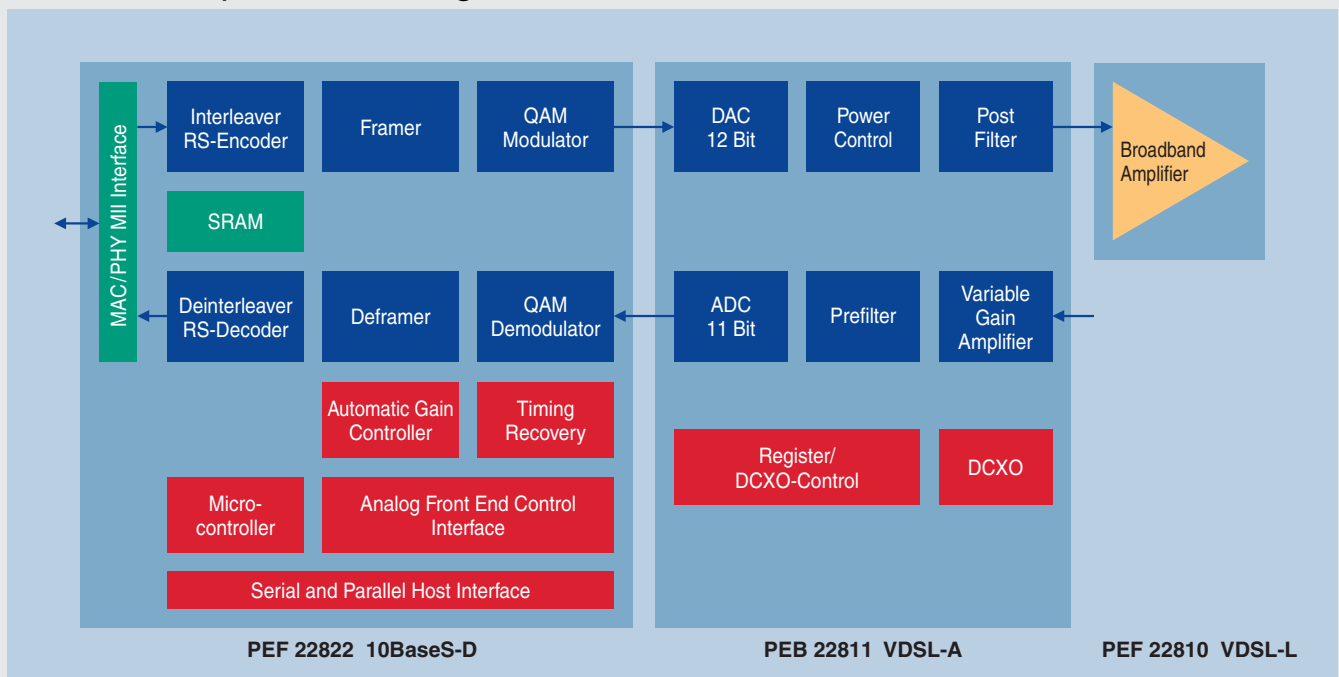 Interleaver
RS-Encoder
Framer
QAM
Modulator
DAC
12 Bit
Power
Control
Post
Filter
Broadband
Amplifier
MAC/PHY MII Interface
SRAM
Deinterleaver
RS-Decoder
Deframer
QAM
Demodulator
ADC
11 Bit
Prefilter
Variable
Gain
Amplifier
Automatic Gain
Controller
Timing
Recovery
Register/
DCXO-Control
DCXO
Micro-
controller
Analog Front End Control
Interface
Serial and Parallel Host Interface
PEF 22822 10BaseS-D
PEB 22811 VDSL-A
PEF 22810 VDSL-L